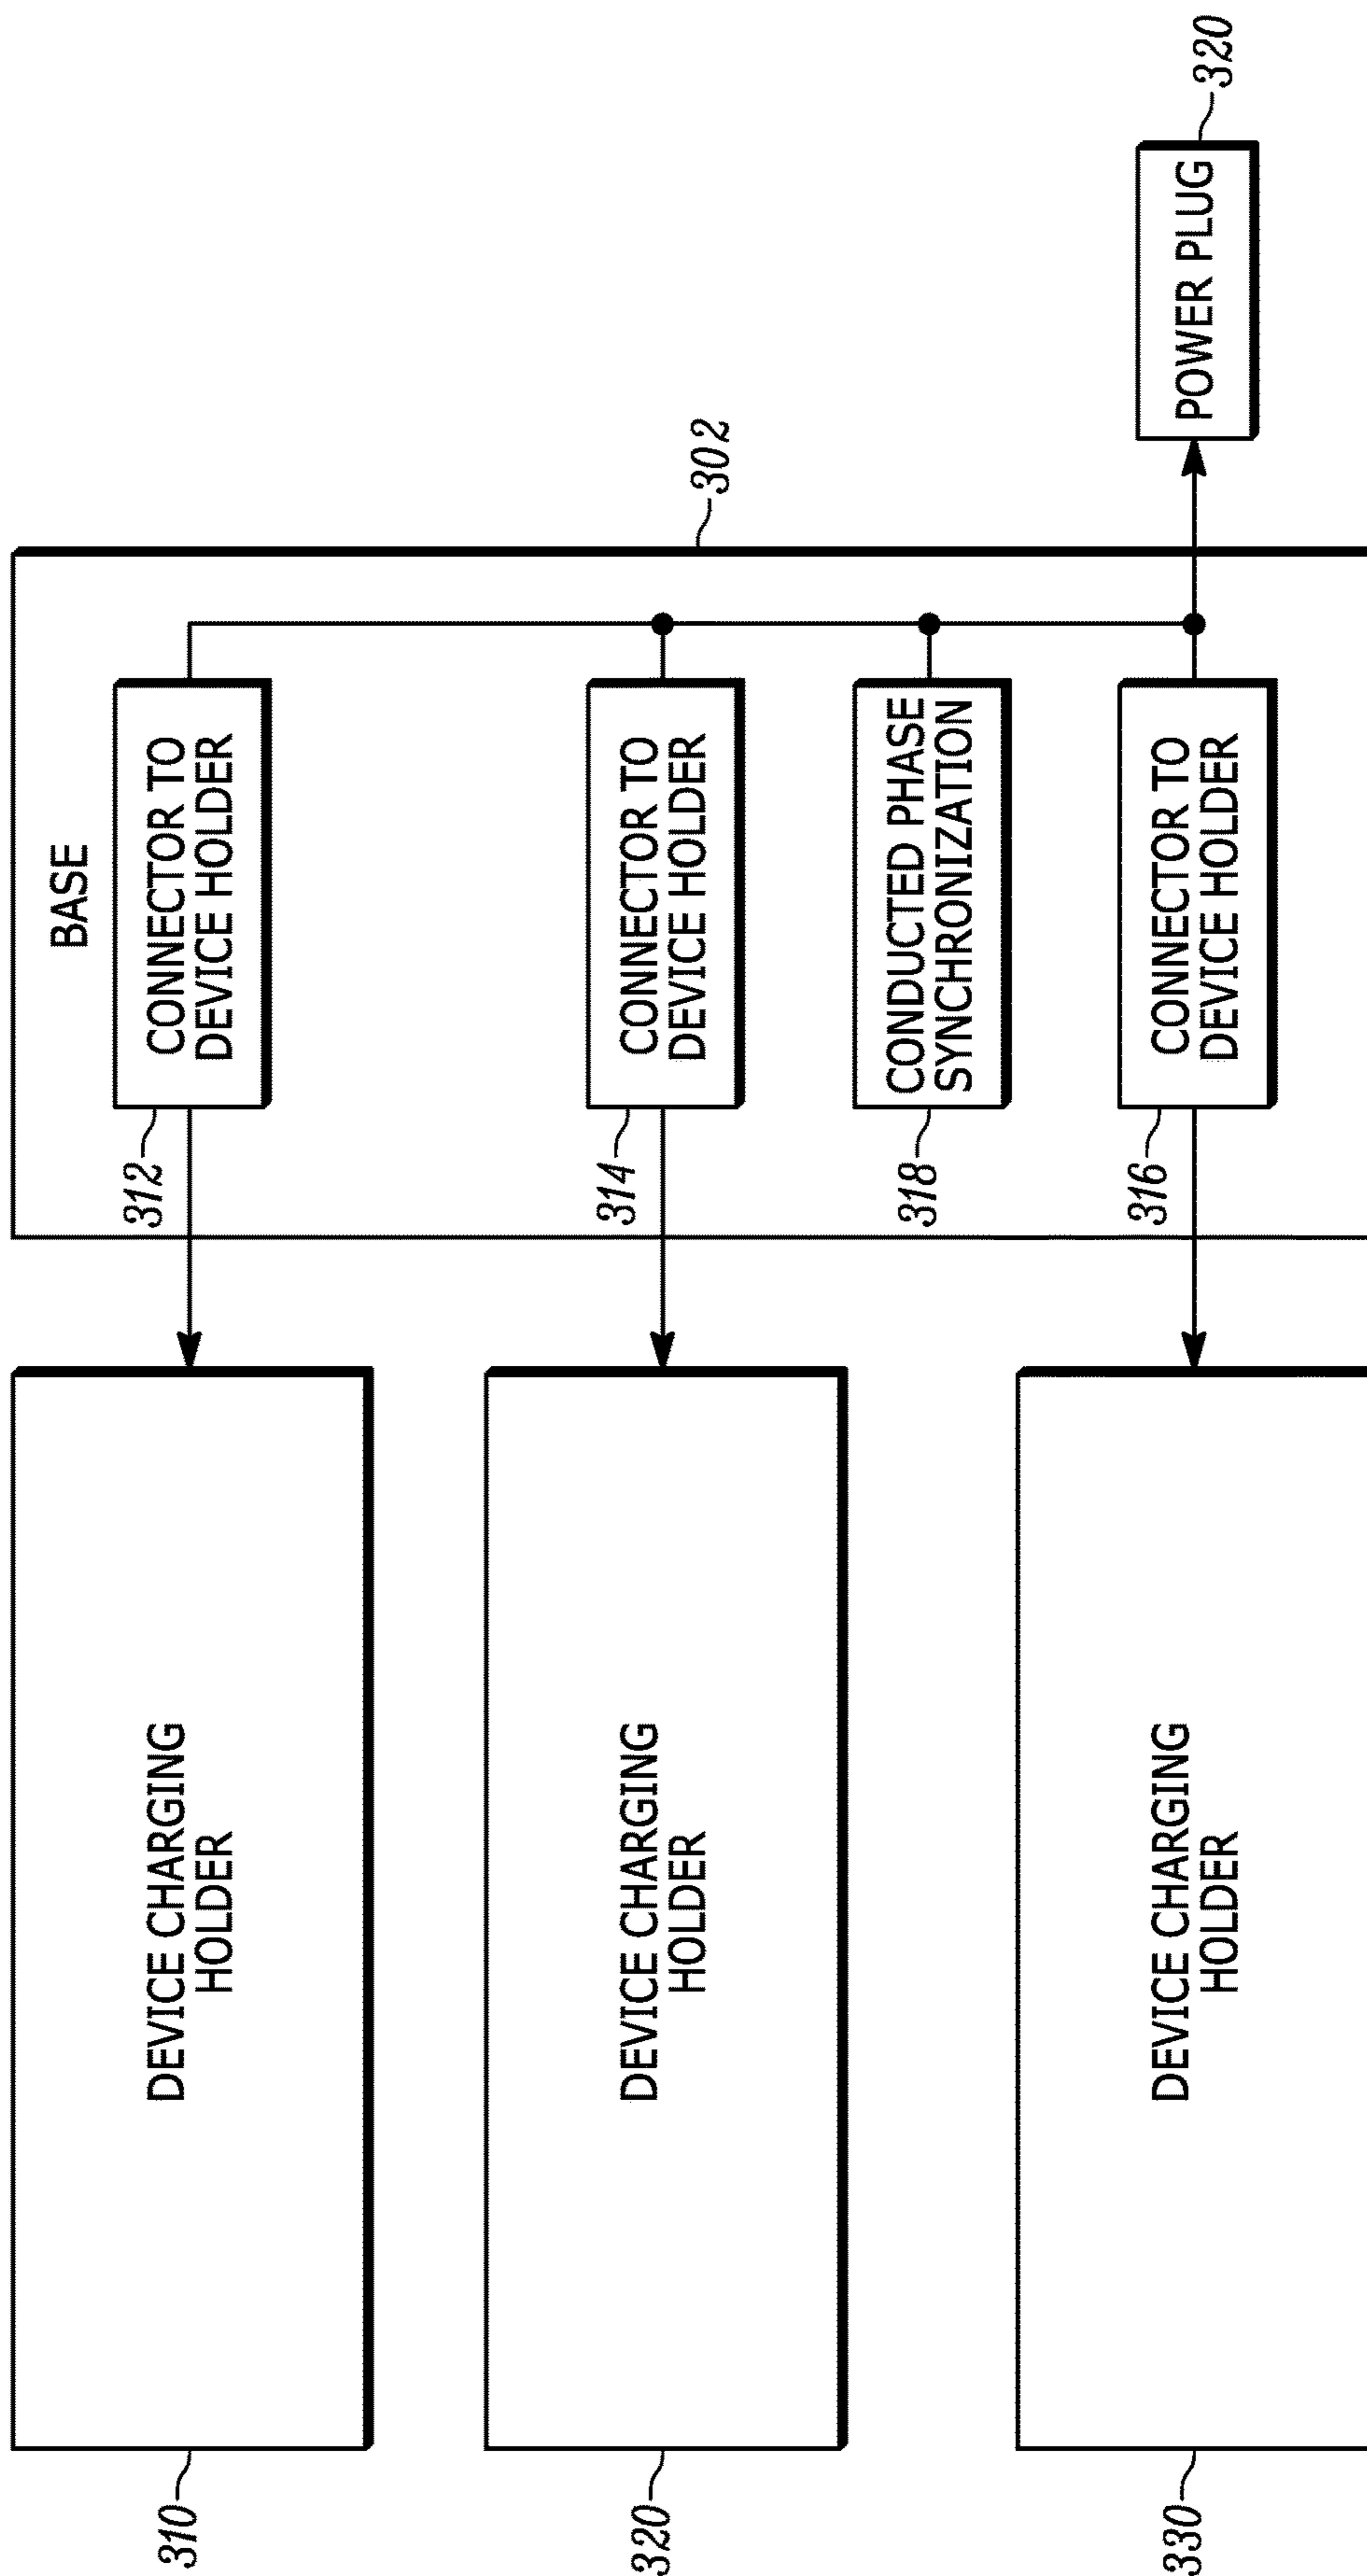 BASE
310
DEVICE CHARGING
HOLDER
312
CONNECTOR TO
DEVICE HOLDER
320
DEVICE CHARGING
HOLDER
314
CONNECTOR TO
DEVICE HOLDER
302
318
CONDUCTED PHASE
SYNCHRONIZATION
330
DEVICE CHARGING
HOLDER
316
CONNECTOR TO
DEVICE HOLDER
POWER PLUG
320